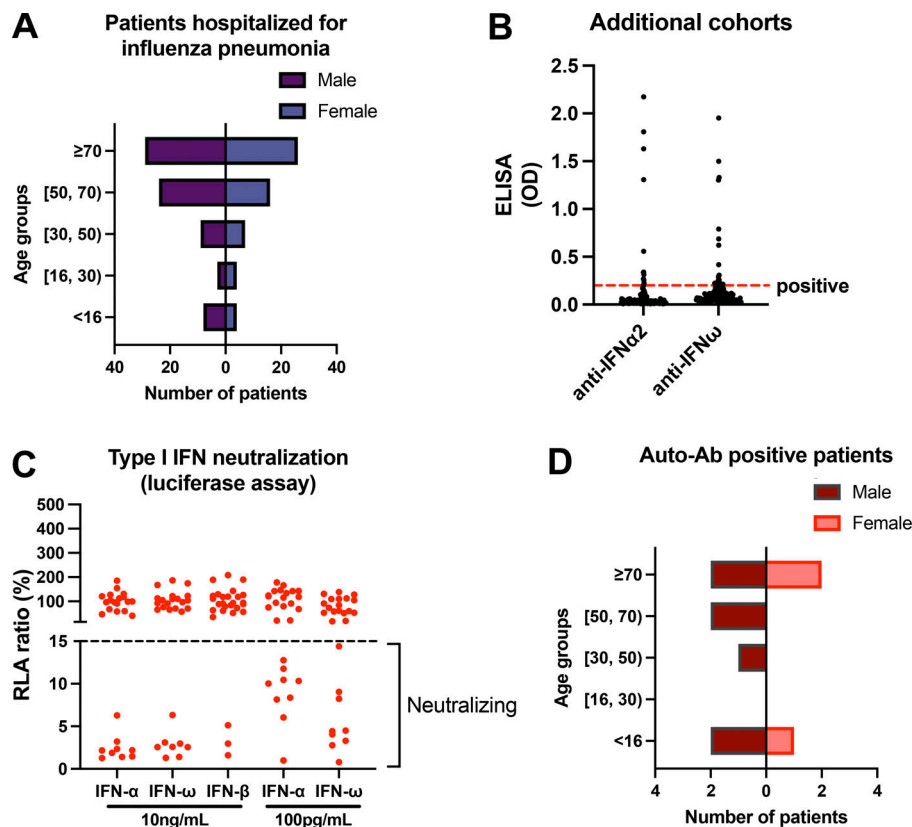 A
Patients hospitalized for
influenza pneumonia
Male
Female
Age groups
≥70
[50, 70)
[30, 50)
[16, 30)
<16
40 20 0 20 40
Number of patients
B
Additional cohorts
ELISA
(OD)
2.5
2.0
1.5
1.0
0.5
0.0
positive
anti-IFNα2
anti-IFNω
C
Type I IFN neutralization
(luciferase assay)
RLA ratio (%)
500
400
300
200
100
15
10
5
0
Neutralizing
IFN-α IFN-ω IFN-β IFN-α IFN-ω
10ng/mL 100pg/mL
D
Auto-Ab positive patients
Male
Female
Age groups
≥70
[50, 70)
[30, 50)
[16, 30)
<16
4 2 0 2 4
Number of patients